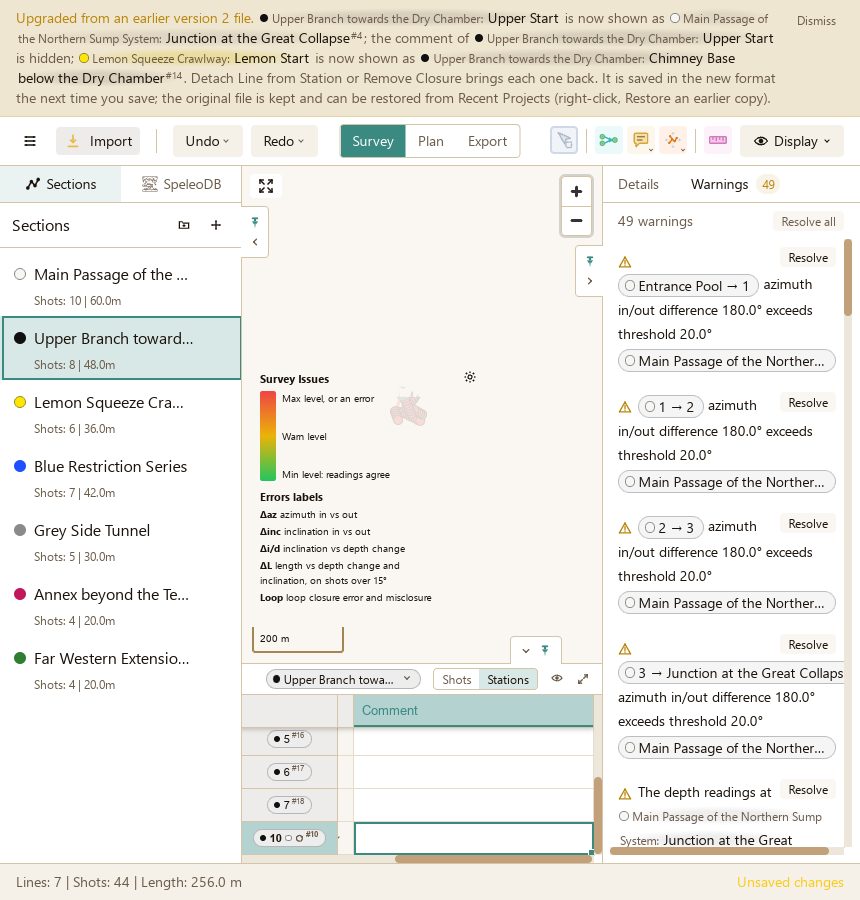 Upgraded from an earlier version 2 file. Upper Branch towards the Dry Chamber: Upper Start is now shown as Main Passage of
the Northern Sump System: Junction at the Great Collapse#4; the comment of Upper Branch towards the Dry Chamber: Upper Start
is hidden; Lemon Squeeze Crawlway: Lemon Start is now shown as Upper Branch towards the Dry Chamber: Chimney Base
below the Dry Chamber#14. Detach Line from Station or Remove Closure brings each one back. It is saved in the new format
the next time you save; the original file is kept and can be restored from Recent Projects (right-click, Restore an earlier copy).
Dismiss
Import
Undo
Redo
Survey
Plan
Export
Display
Sections
SpeleoDB
Sections
Main Passage of the ...
Shots: 10 | 60.0m
Upper Branch toward...
Shots: 8 | 48.0m
Lemon Squeeze Cra...
Shots: 6 | 36.0m
Blue Restriction Series
Shots: 7 | 42.0m
Grey Side Tunnel
Shots: 5 | 30.0m
Annex beyond the Te...
Shots: 4 | 20.0m
Far Western Extensio...
Shots: 4 | 20.0m
Survey Issues
Max level, or an error
Warn level
Min level: readings agree
Errors labels
Δaz azimuth in vs out
Δinc inclination in vs out
Δi/d inclination vs depth change
ΔL length vs depth change and
inclination, on shots over 15°
Loop loop closure error and misclosure
200 m
Upper Branch towa...
Shots
Stations
Comment
5 #16
6 #17
7 #18
10 #10
Details
Warnings 49
49 warnings
Resolve all
Resolve
Entrance Pool → 1 azimuth
in/out difference 180.0° exceeds
threshold 20.0°
Main Passage of the Norther...
Resolve
1 → 2 azimuth
in/out difference 180.0° exceeds
threshold 20.0°
Main Passage of the Norther...
Resolve
2 → 3 azimuth
in/out difference 180.0° exceeds
threshold 20.0°
Main Passage of the Norther...
Resolve
3 → Junction at the Great Collaps
azimuth in/out difference 180.0°
exceeds threshold 20.0°
Main Passage of the Norther...
Resolve
The depth readings at
Main Passage of the Northern Sump
System: Junction at the Great
Lines: 7 | Shots: 44 | Length: 256.0 m
Unsaved changes